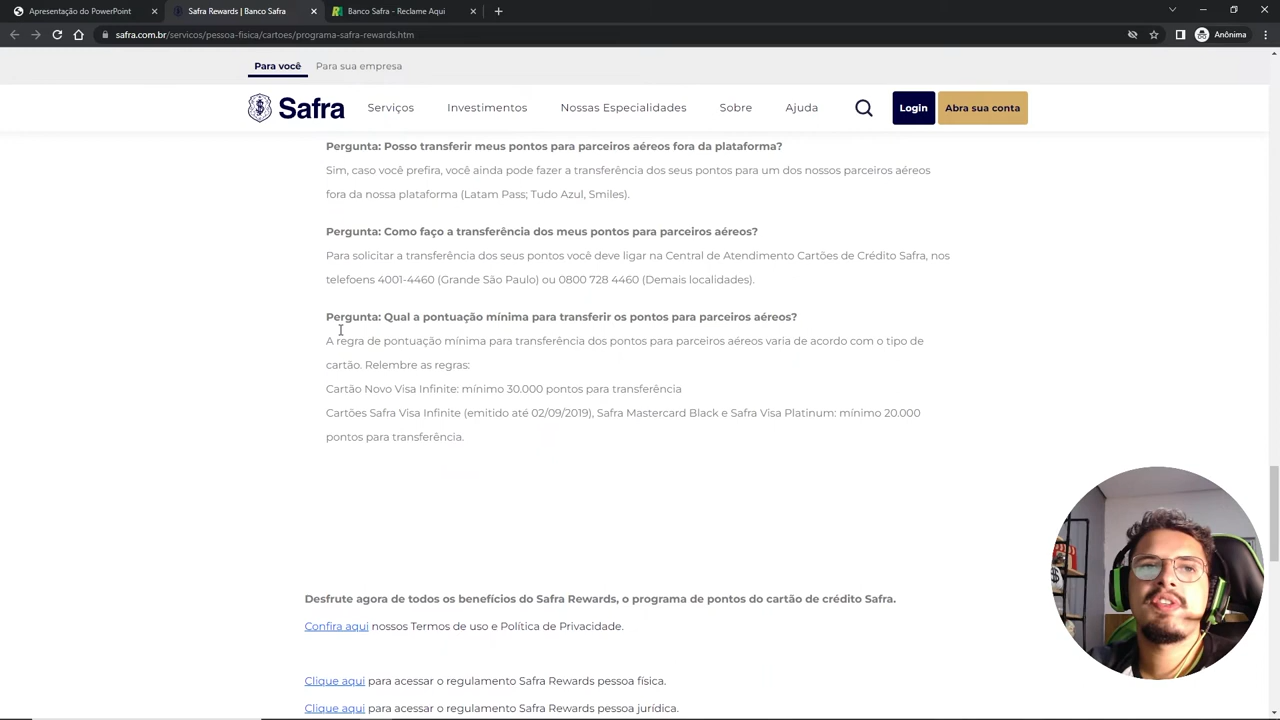 Apresentação do PowerPoint
Safra Rewards | Banco Safra
Banco Safra - Reclame Aqui
safra.com.br/servicos/pessoa-fisica/cartoes/programa-safra-rewards.htm
Anônima
Para você
Para sua empresa
Safra
Serviços
Investimentos
Nossas Especialidades
Sobre
Ajuda
Login
Abra sua conta
Pergunta: Posso transferir meus pontos para parceiros aéreos fora da plataforma?
Sim, caso você prefira, você ainda pode fazer a transferência dos seus pontos para um dos nossos parceiros aéreos
fora da nossa plataforma (Latam Pass; Tudo Azul, Smiles).
Pergunta: Como faço a transferência dos meus pontos para parceiros aéreos?
Para solicitar a transferência dos seus pontos você deve ligar na Central de Atendimento Cartões de Crédito Safra, nos
telefoens 4001-4460 (Grande São Paulo) ou 0800 728 4460 (Demais localidades).
Pergunta: Qual a pontuação mínima para transferir os pontos para parceiros aéreos?
A regra de pontuação mínima para transferência dos pontos para parceiros aéreos varia de acordo com o tipo de
cartão. Relembre as regras:
Cartão Novo Visa Infinite: mínimo 30.000 pontos para transferência
Cartões Safra Visa Infinite (emitido até 02/09/2019), Safra Mastercard Black e Safra Visa Platinum: mínimo 20.000
pontos para transferência.
Desfrute agora de todos os benefícios do Safra Rewards, o programa de pontos do cartão de crédito Safra.
Confira aqui nossos Termos de uso e Política de Privacidade.
Clique aqui para acessar o regulamento Safra Rewards pessoa física.
Clique aqui para acessar o regulamento Safra Rewards pessoa jurídica.